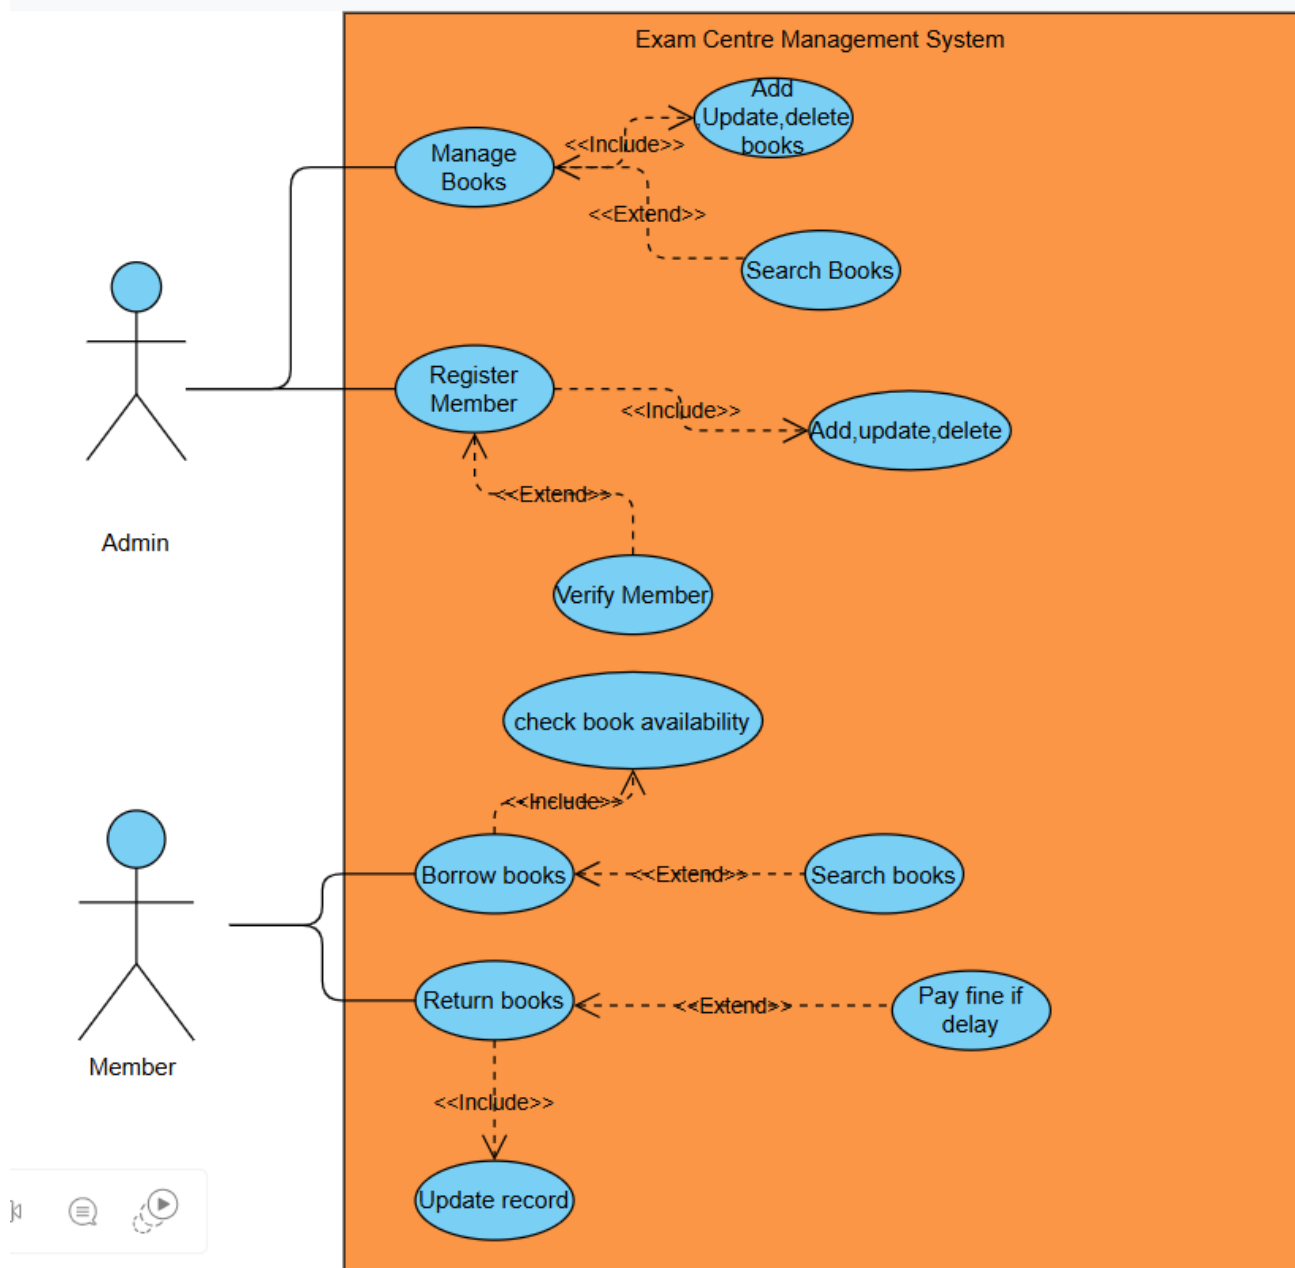 Exam Centre Management System
Add
,Update,delete
books
<<Include>>
Manage
Books
<<Extend>>
Search Books
Register
Member
<<Include>>
Add,update,delete
<<Extend>>
Admin
Verify Member
check book availability
<<Include>>
Borrow books
<<Extend>>
Search books
Return books
<<Extend>>
Pay fine if
delay
Member
<<Include>>
Update record